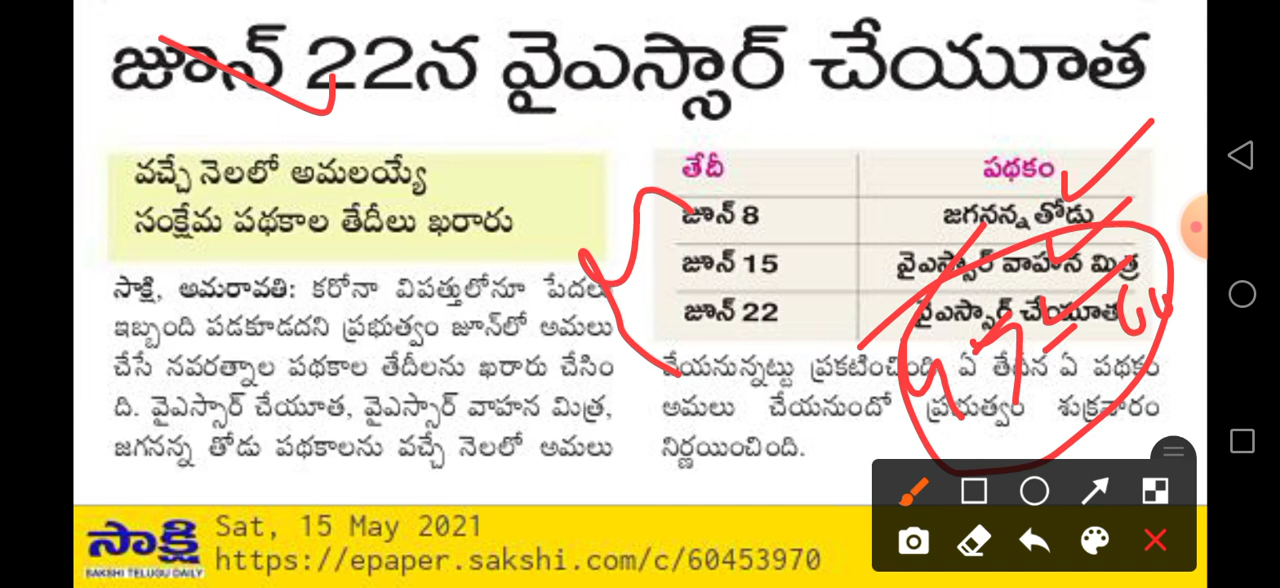 జూన్ 22న వైఎస్సార్ చేయూత
వచ్చే నెలలో అమలయ్యే
సంక్షేమ పథకాల తేదీలు ఖరారు
సాక్షి, అమరావతి: కరోనా విపత్తులోనూ పేదలు
ఇబ్బంది పడకూడదని ప్రభుత్వం జూన్‌లో అమలు
చేసే నవరత్నాల పథకాల తేదీలను ఖరారు చేసిం
ది. వైఎస్సార్ చేయూత, వైఎస్సార్ వాహన మిత్ర,
జగనన్న తోడు పథకాలను వచ్చే నెలలో అమలు
తేదీ పథకం
జూన్ 8 జగనన్న తోడు
జూన్ 15 వైఎస్సార్ వాహన మిత్ర
జూన్ 22 వైఎస్సార్ చేయూత
చేయనున్నట్టు ప్రకటించింది. ఏ తేదీన ఏ పథకం
అమలు చేయనుందో ప్రభుత్వం శుక్రవారం
నిర్ణయించింది.
సాక్షి
SAKSHI TELUGU DAILY
Sat, 15 May 2021
https://epaper.sakshi.com/c/60453970